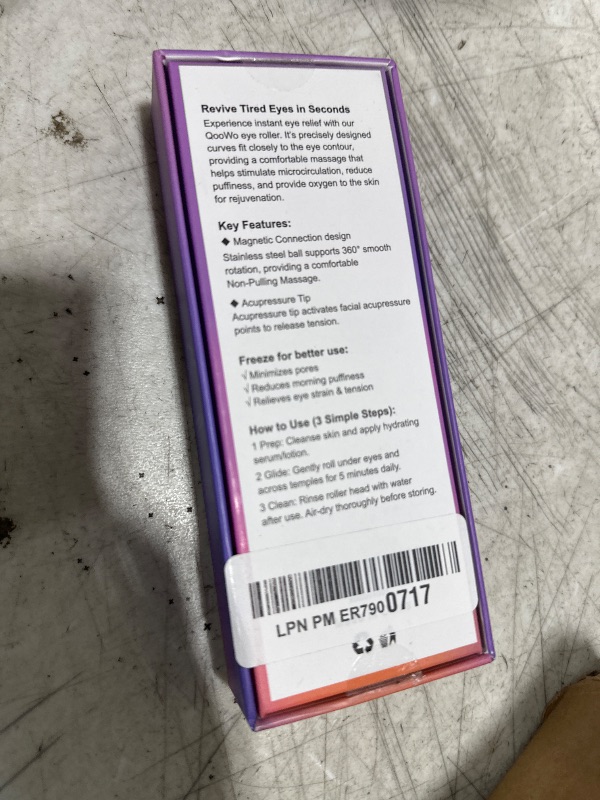 Revive Tired Eyes in Seconds
Experience instant eye relief with our
QooWo eye roller. It's precisely designed
curves fit closely to the eye contour,
providing a comfortable massage that
helps stimulate microcirculation, reduce
puffiness, and provide oxygen to the skin
for rejuvenation.
Key Features:
◆ Magnetic Connection design
Stainless steel ball supports 360° smooth
rotation, providing a comfortable
Non-Pulling Massage.
◆ Acupressure Tip
Acupressure tip activates facial acupressure
points to release tension.
Freeze for better use:
√ Minimizes pores
√ Reduces morning puffiness
√ Relieves eye strain & tension
How to Use (3 Simple Steps):
1 Prep: Cleanse skin and apply hydrating
serum/lotion.
2 Glide: Gently roll under eyes and
across temples for 5 minutes daily.
3 Clean: Rinse roller head with water
after use. Air-dry thoroughly before storing.
LPN PM ER7900717